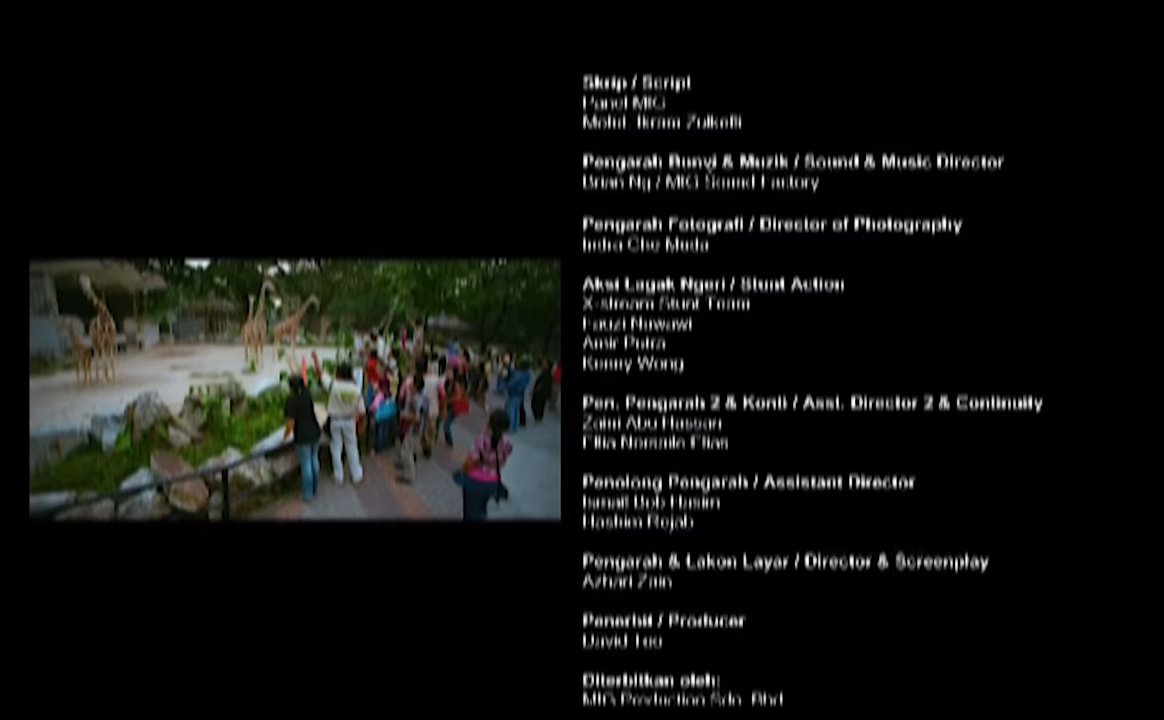 Skrip / Script
Panel MIG
Mohd. Ikram Zulkefli
Pengarah Bunyi & Muzik / Sound & Music Director
Brian Ng / MIG Sound Factory
Pengarah Fotografi / Director of Photography
Indra Che Muda
Aksi Lagak Ngeri / Stunt Action
X-stream Stunt Team
Fauzi Nawawi
Amir Putra
Kenny Wong
Pen. Pengarah 2 & Konti / Asst. Director 2 & Continuity
Zaini Abu Hassan
Elias
Penolong Pengarah / Assistant Director
Ismail Bob Hasim
Hashim Rejab
Pengarah & Lakon Layar / Director & Screenplay
Azhari Zain
Penerbit / Producer
David Teo
Diterbitkan oleh:
MIG Production Sdn. Bhd